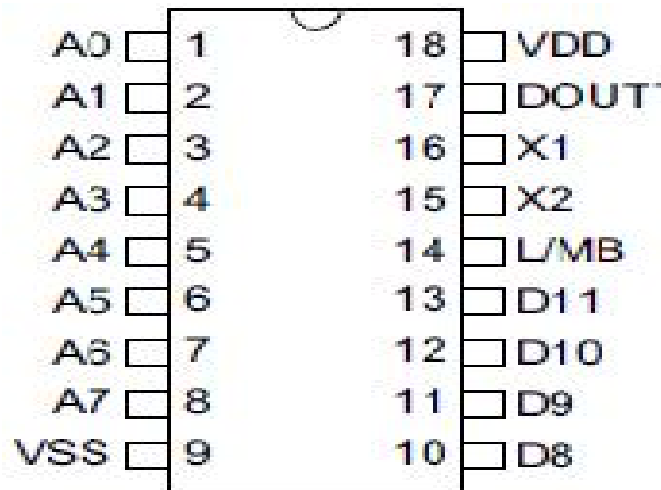 A0 1 18 VDD
A1 2 17 DOUT
A2 3 16 X1
A3 4 15 X2
A4 5 14 L/MB
A5 6 13 D11
A6 7 12 D10
A7 8 11 D9
VSS 9 10 D8